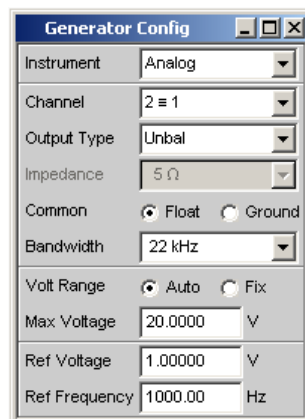 Generator Config
Instrument Analog
Channel 2 ≡ 1
Output Type Unbal
Impedance 5 Ω
Common Float Ground
Bandwidth 22 kHz
Volt Range Auto Fix
Max Voltage 20.0000 V
Ref Voltage 1.00000 V
Ref Frequency 1000.00 Hz